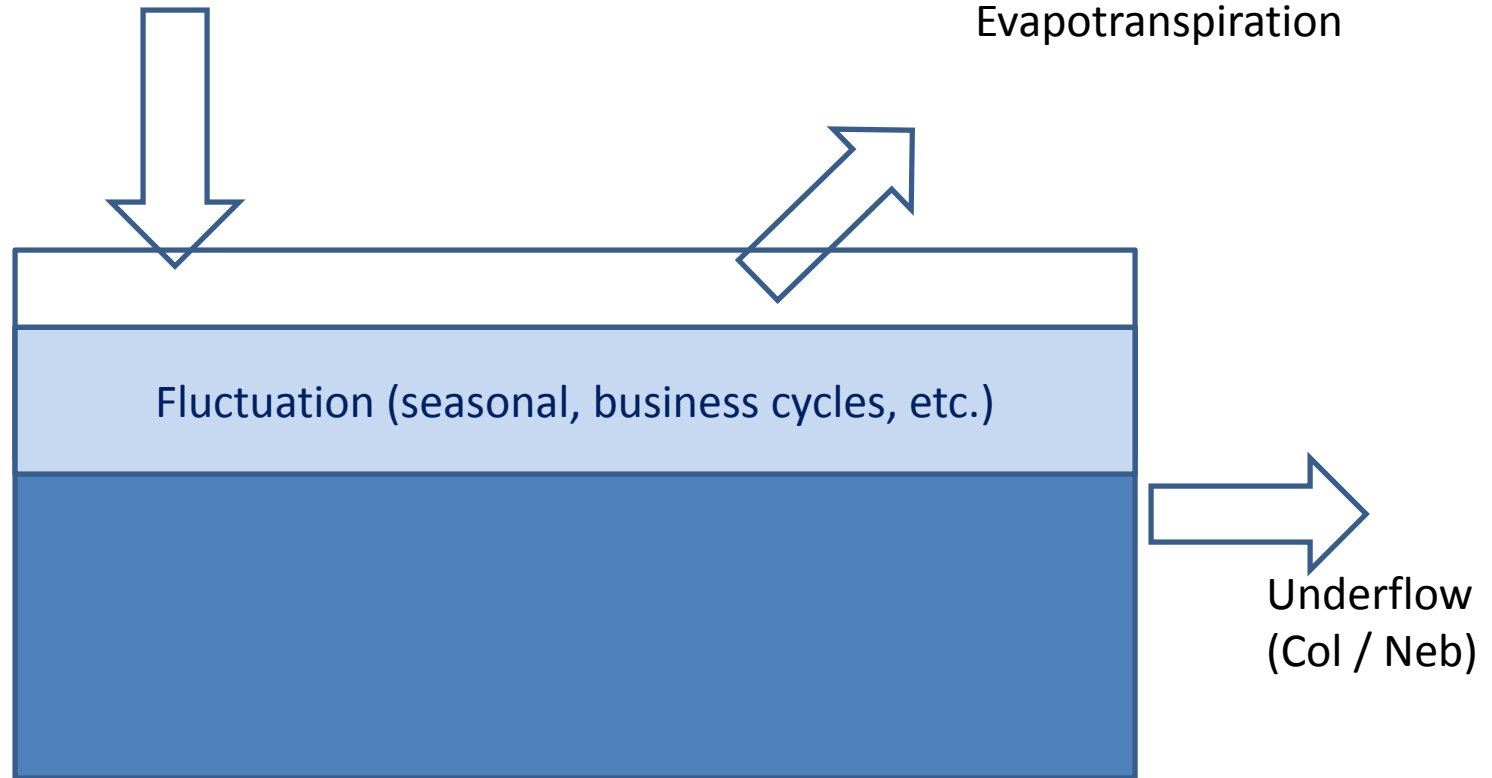 Evapotranspiration
Fluctuation (seasonal, business cycles, etc.)
Underflow
(Col / Neb)